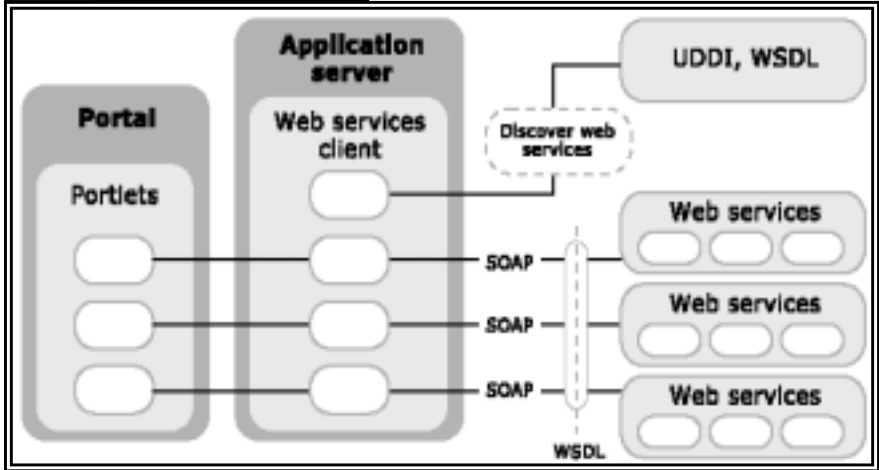 Portal
Portlets
Application
server
Web services
client
Discover web
services
UDDI, WSDL
SOAP
SOAP
SOAP
WSDL
Web services
Web services
Web services